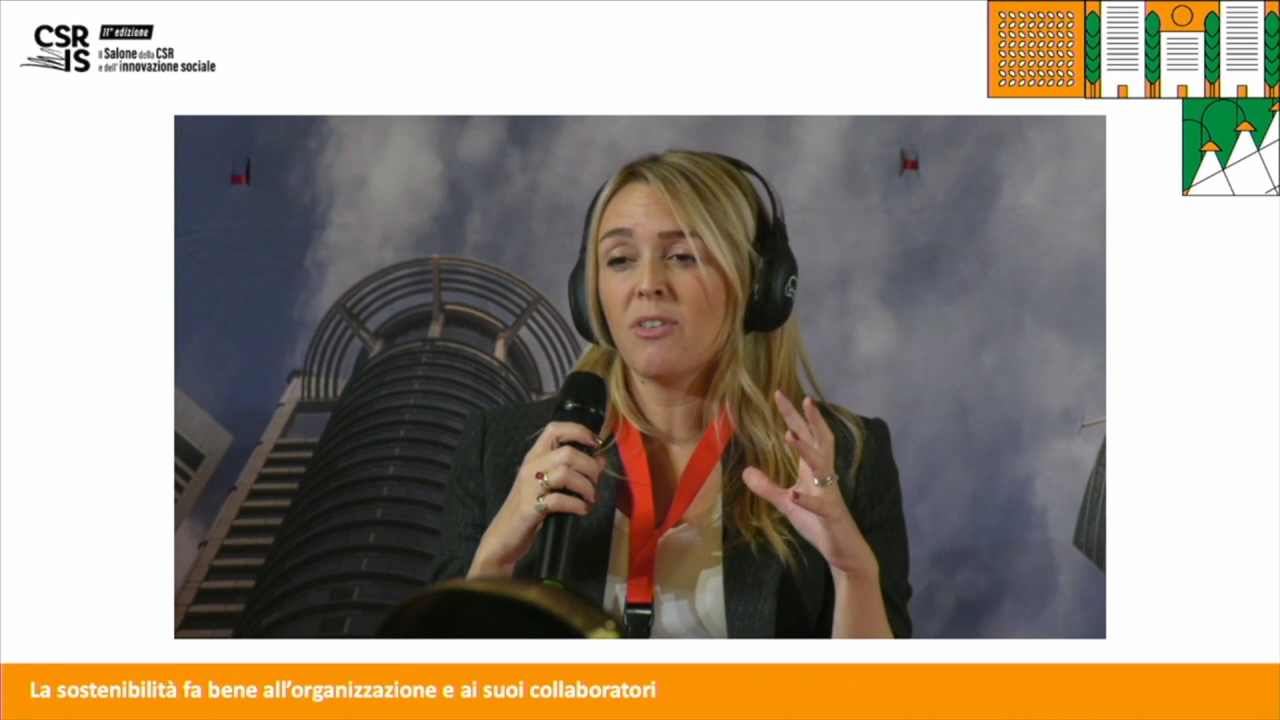 CSR
IS
11° edizione
Il Salone della CSR
e dell'innovazione sociale
La sostenibilità fa bene all'organizzazione e ai suoi collaboratori